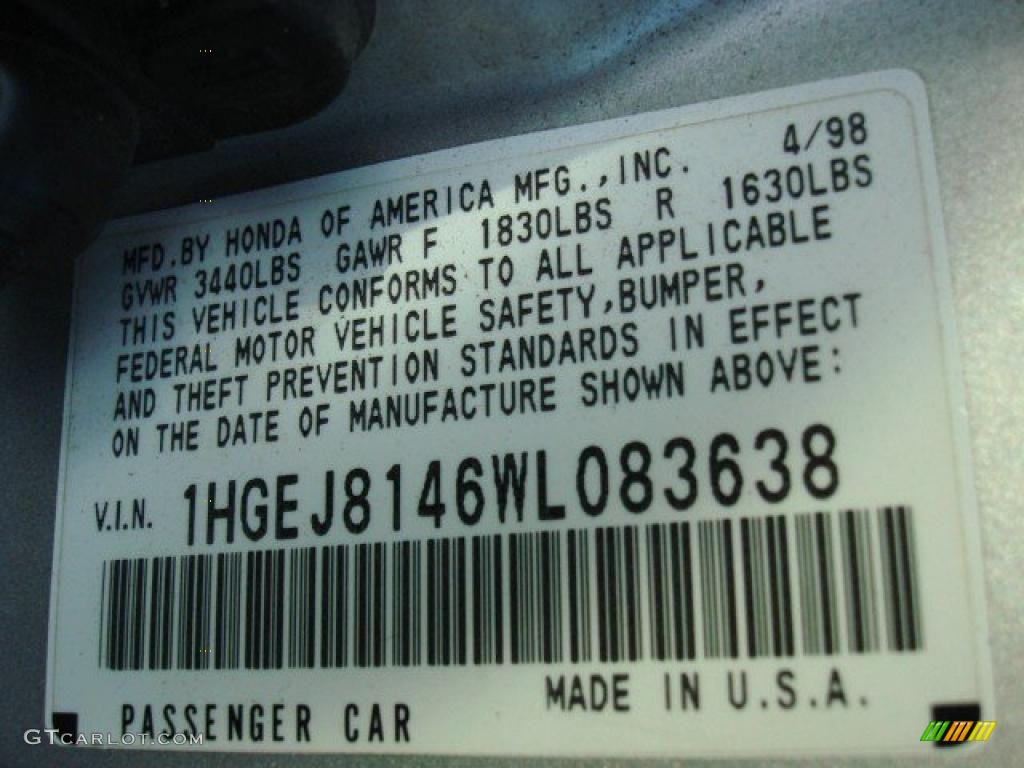 4/98
MFD.BY HONDA OF AMERICA MFG.,INC.
GVWR 3440LBS GAWR F 1830LBS R 1630LBS
THIS VEHICLE CONFORMS TO ALL APPLICABLE
FEDERAL MOTOR VEHICLE SAFETY,BUMPER,
AND THEFT PREVENTION STANDARDS IN EFFECT
ON THE DATE OF MANUFACTURE SHOWN ABOVE:
V.I.N. 1HGEJ8146WL083638
PASSENGER CAR MADE IN U.S.A.
GTcarlot.com